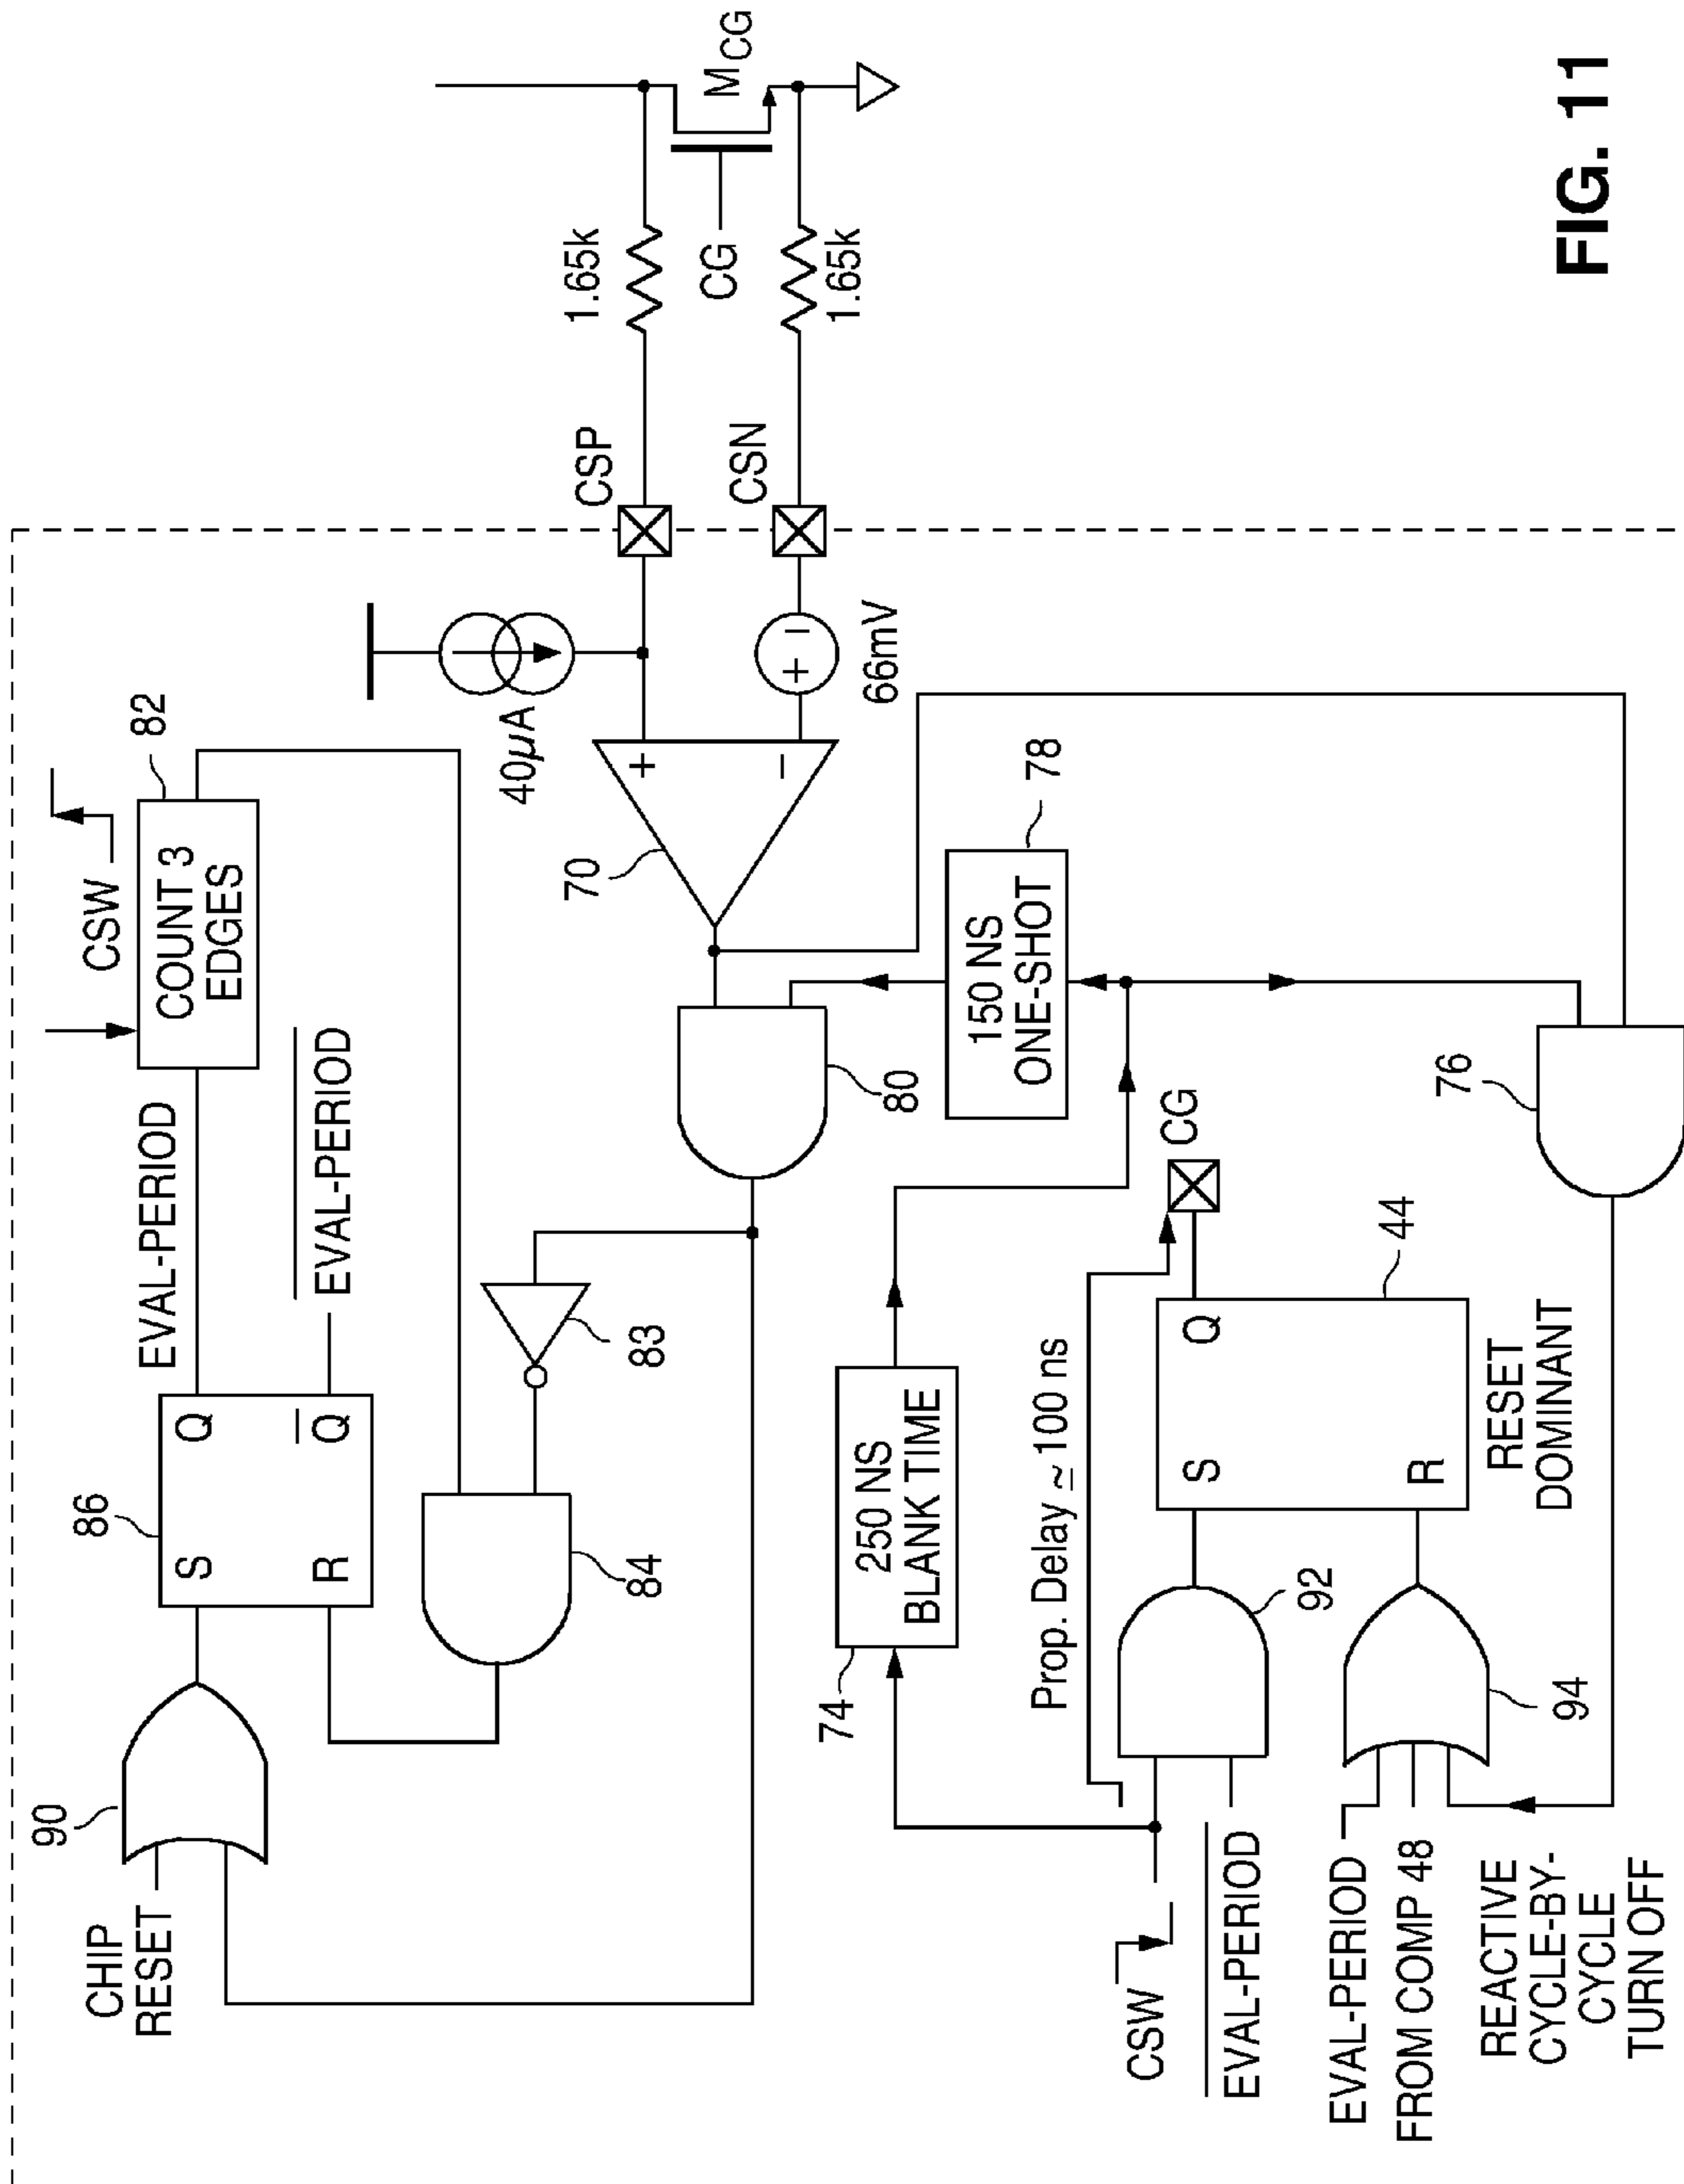 CHIP
RESET
90
86
S
Q
R
Q
EVAL-PERIOD
EVAL-PERIOD
CSW
82
COUNT 3
EDGES
84
83
80
70
+
−
40µA
+
−
66mV
CSP
CSN
1.65k
1.65k
CG
MCG
74
250 NS
BLANK TIME
150 NS
ONE-SHOT
78
Prop. Delay ≃ 100 ns
CSW
EVAL-PERIOD
92
EVAL-PERIOD
FROM COMP 48
REACTIVE
CYCLE-BY-
CYCLE
TURN OFF
94
S
Q
R
44
RESET
DOMINANT
CG
76
FIG. 11